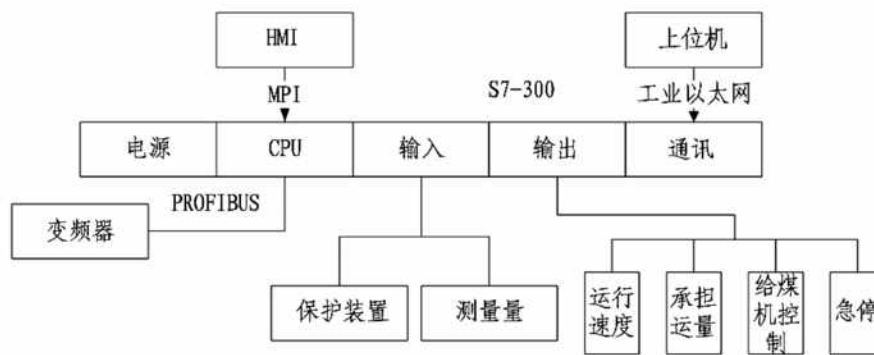 HMI
上位机
MPI
S7-300
工业以太网
电源
CPU
输入
输出
通讯
PROFIBUS
变频器
保护装置
测量量
运行
速度
承担
运量
给煤
机控
制
急停